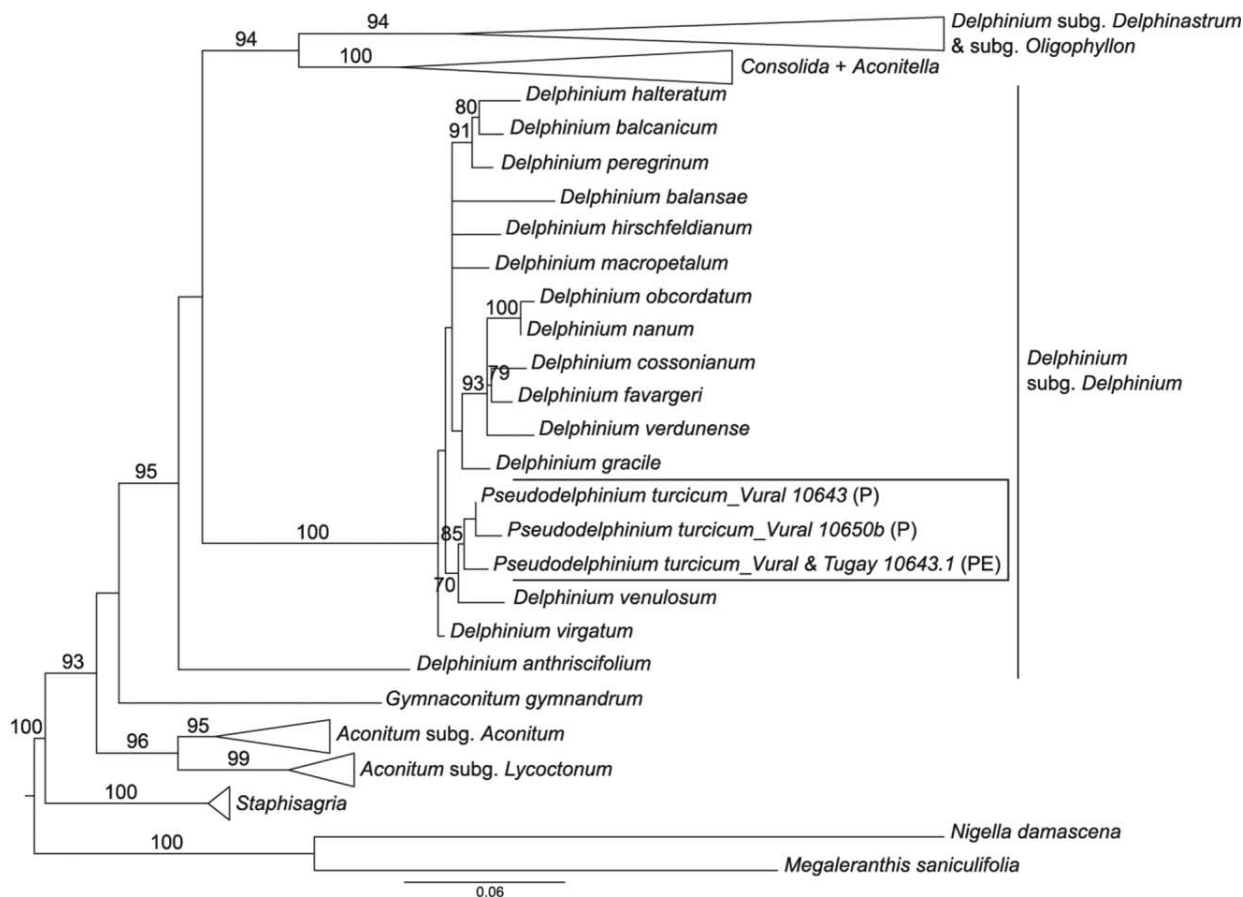 94
94
Delphinium subg. Delphinastrum
& subg. Oligophyllon
100
Consolida + Aconitella
Delphinium halteratum
80
Delphinium balcanicum
91
Delphinium peregrinum
Delphinium balansae
Delphinium hirschfeldianum
Delphinium macropetalum
Delphinium obcordatum
100
Delphinium nanum
Delphinium cossonianum
79
93
Delphinium favargeri
Delphinium verdunense
Delphinium gracile
Delphinium
subg. Delphinium
Pseudodelphinium turcicum_Vural 10643 (P)
Pseudodelphinium turcicum_Vural 10650b (P)
85
Pseudodelphinium turcicum_Vural & Tugay 10643.1 (PE)
70
Delphinium venulosum
Delphinium virgatum
100
95
Delphinium anthriscifolium
93
Gymnaconitum gymnandrum
100
95
Aconitum subg. Aconitum
96
99
Aconitum subg. Lycoctonum
100
Staphisagria
100
Nigella damascena
Megaleranthis saniculifolia
0.06